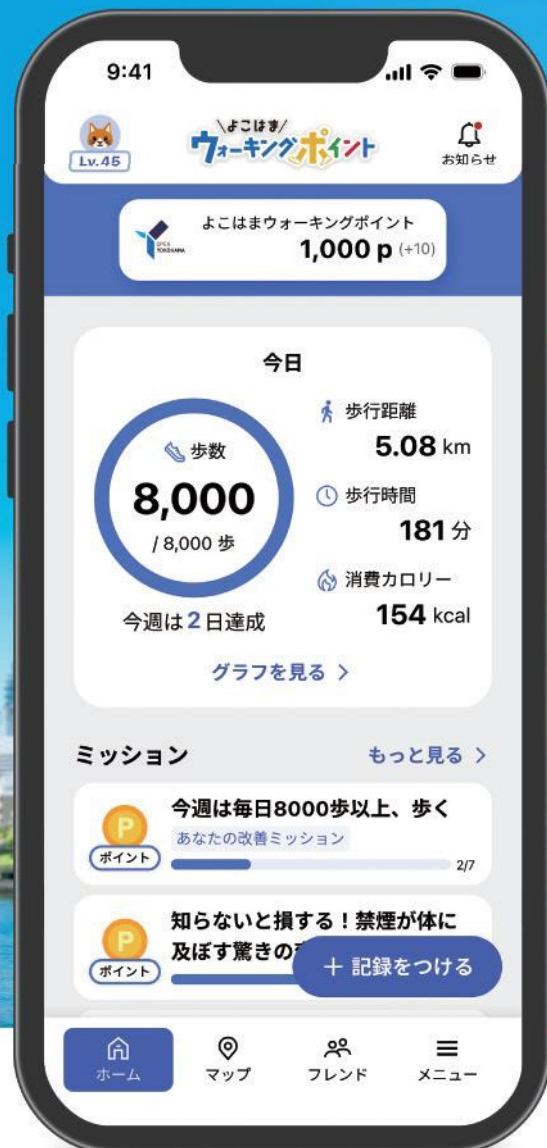 9:41
よこはま
ウォーキングポイント
Lv.45
お知らせ
OPEN
YOKOHAMA
よこはまウォーキングポイント
1,000 p (+10)
今日
歩数
8,000
/ 8,000 歩
今週は2日達成
歩行距離
5.08 km
歩行時間
181 分
消費カロリー
154 kcal
グラフを見る >
ミッション
もっと見る >
P
ポイント
今週は毎日8000歩以上、歩く
あなたの改善ミッション
2/7
P
ポイント
知らないと損する！禁煙が体に
及ぼす驚きの
+ 記録をつける
ホーム
マップ
フレンド
メニュー